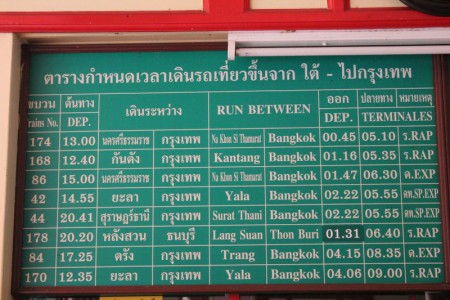 ตารางกำหนดเวลาเดินรถเที่ยวขึ้นจาก ใต้ - ไปกรุงเทพ
ขบวน ต้นทาง เดินระหว่าง RUN BETWEEN ออก ปลายทาง หมายเหตุ
Trains No. DEP. DEP. TERMINALES
174 13.00 นครศรีธรรมราช กรุงเทพ Na Khon Si Thamarat Bangkok 00.45 05.10 ร.RAP
168 12.40 กันตัง กรุงเทพ Kantang Bangkok 01.16 05.35 ร.RAP
86 15.00 นครศรีธรรมราช กรุงเทพ Na Khon Si Thamarat Bangkok 01.47 06.30 ด.EXP
42 14.55 ยะลา กรุงเทพ Yala Bangkok 02.22 05.55 ดพ.SP.EXP
44 20.41 สุราษฎร์ธานี กรุงเทพ Surat Thani Bangkok 02.22 05.55 ดพ.SP.EXP
178 20.20 หลังสวน ธนบุรี Lang Suan Thon Buri 01.31 06.40 ร.RAP
84 17.25 ตรัง กรุงเทพ Trang Bangkok 04.15 08.35 ด.EXP
170 12.35 ยะลา กรุงเทพ Yala Bangkok 04.06 09.00 ร.RAP